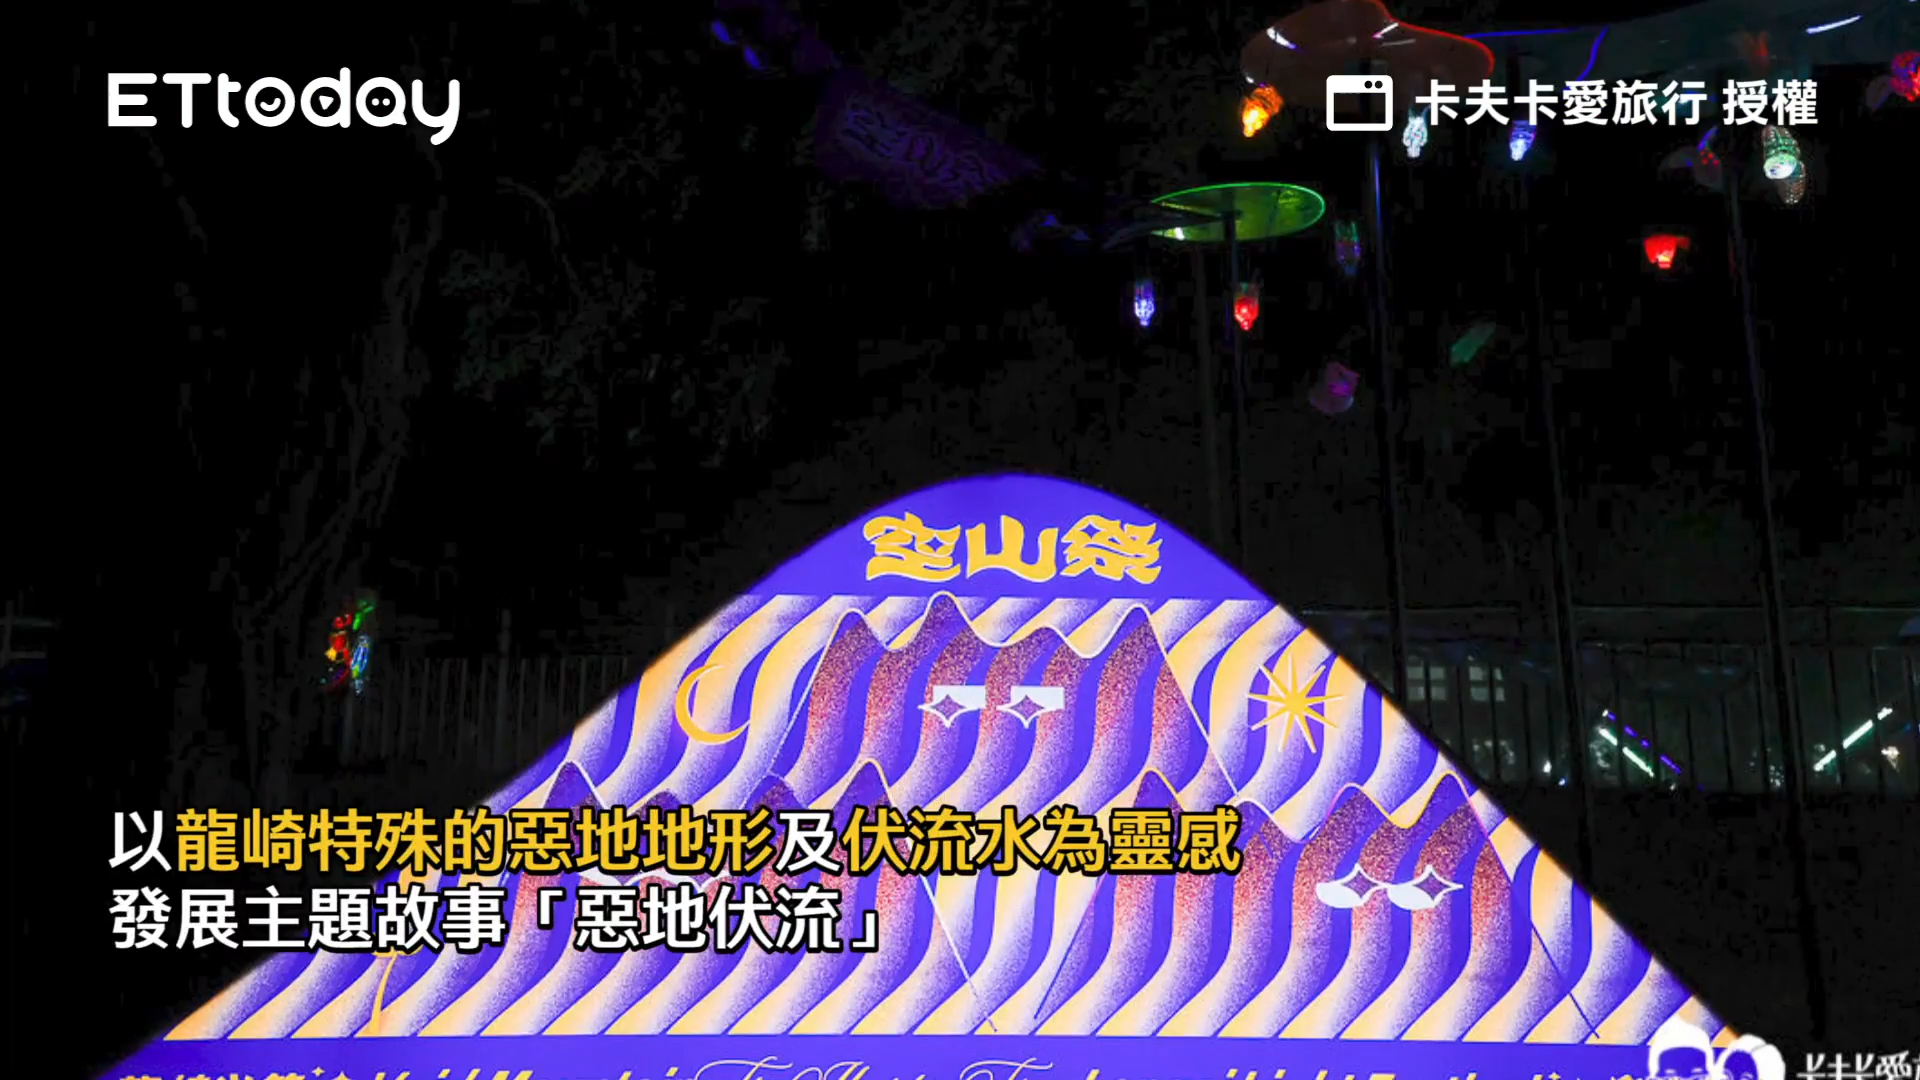 ETtoday
卡夫卡愛旅行 授權
空山祭
以龍崎特殊的惡地地形及伏流水為靈感
發展主題故事「惡地伏流」